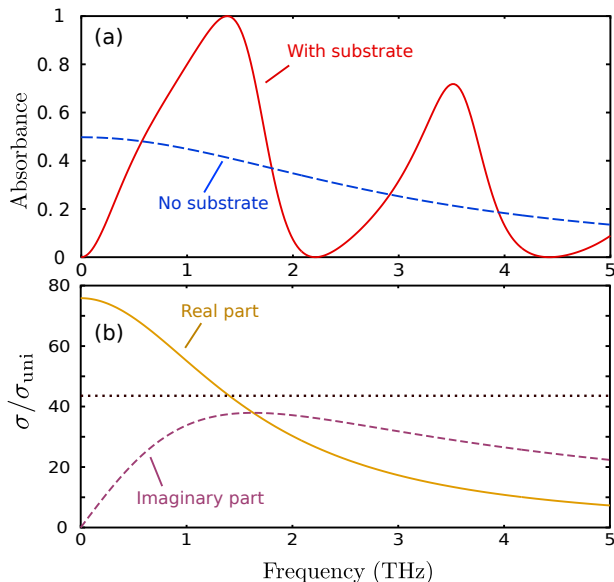 1
0.8
0.6
0.4
0.2
0
Absorbance
(a)
With substrate
No substrate
0 1 2 3 4 5
80
60
40
20
0
σ/σuni
(b)
Real part
Imaginary part
0 1 2 3 4 5
Frequency (THz)